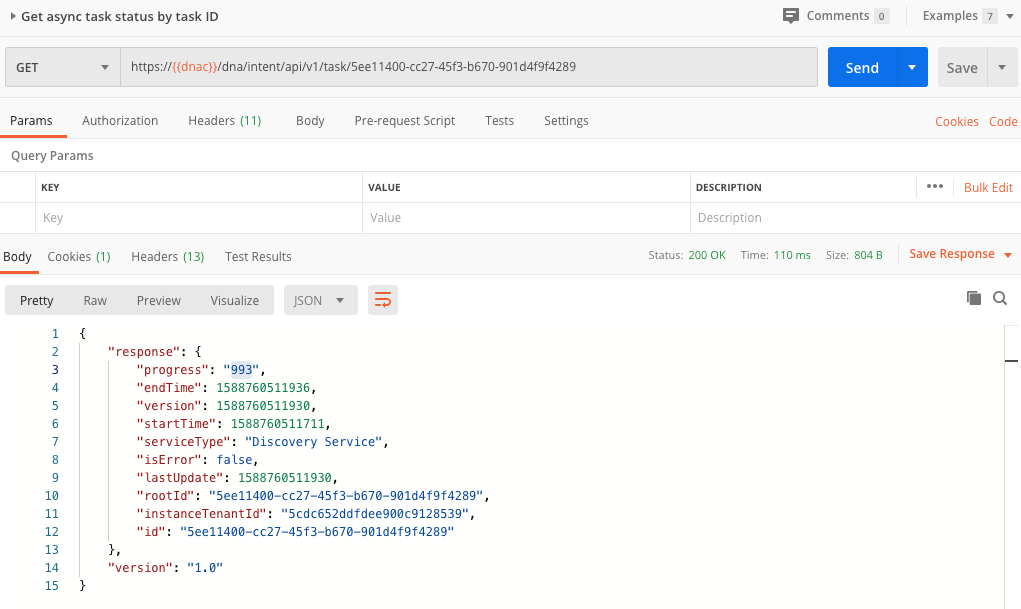 Get async task status by task ID Comments 0 Examples 7
GET https://{{dnac}}/dna/intent/api/v1/task/5ee11400-cc27-45f3-b670-901d4f9f4289 Send Save
Params Authorization Headers (11) Body Pre-request Script Tests Settings Cookies Code
Query Params
KEY VALUE DESCRIPTION ••• Bulk Edit
Key Value Description
Body Cookies (1) Headers (13) Test Results Status: 200 OK Time: 110 ms Size: 804 B Save Response
Pretty Raw Preview Visualize JSON
1 {
2 "response": {
3 "progress": "993",
4 "endTime": 1588760511936,
5 "version": 1588760511930,
6 "startTime": 1588760511711,
7 "serviceType": "Discovery Service",
8 "isError": false,
9 "lastUpdate": 1588760511930,
10 "rootId": "5ee11400-cc27-45f3-b670-901d4f9f4289",
11 "instanceTenantId": "5cdc652ddfdee900c9128539",
12 "id": "5ee11400-cc27-45f3-b670-901d4f9f4289"
13 },
14 "version": "1.0"
15 }